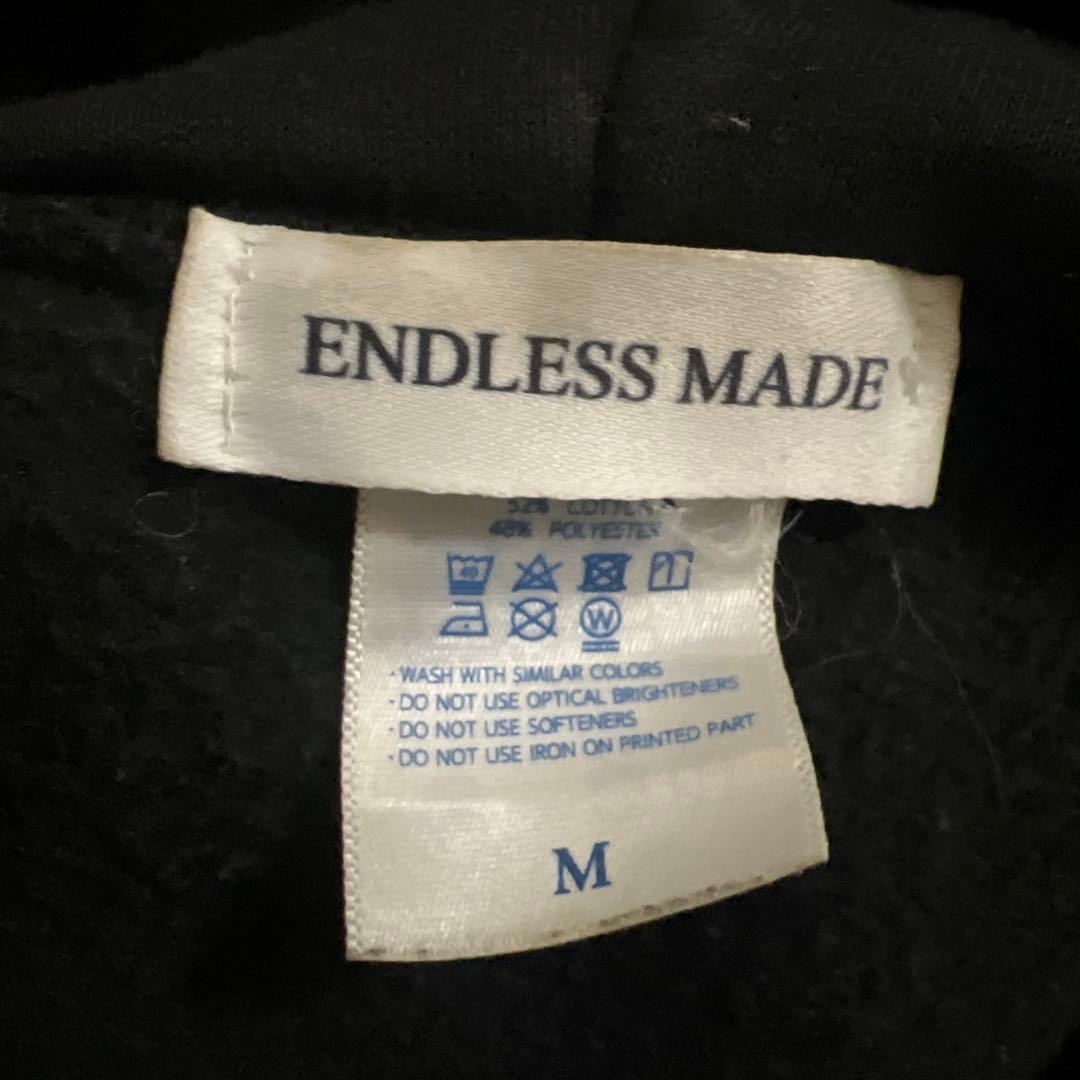 ENDLESS MADE
52% COTTON
48% POLYESTER
40
W
· WASH WITH SIMILAR COLORS
· DO NOT USE OPTICAL BRIGHTENERS
· DO NOT USE SOFTENERS
· DO NOT USE IRON ON PRINTED PART
M